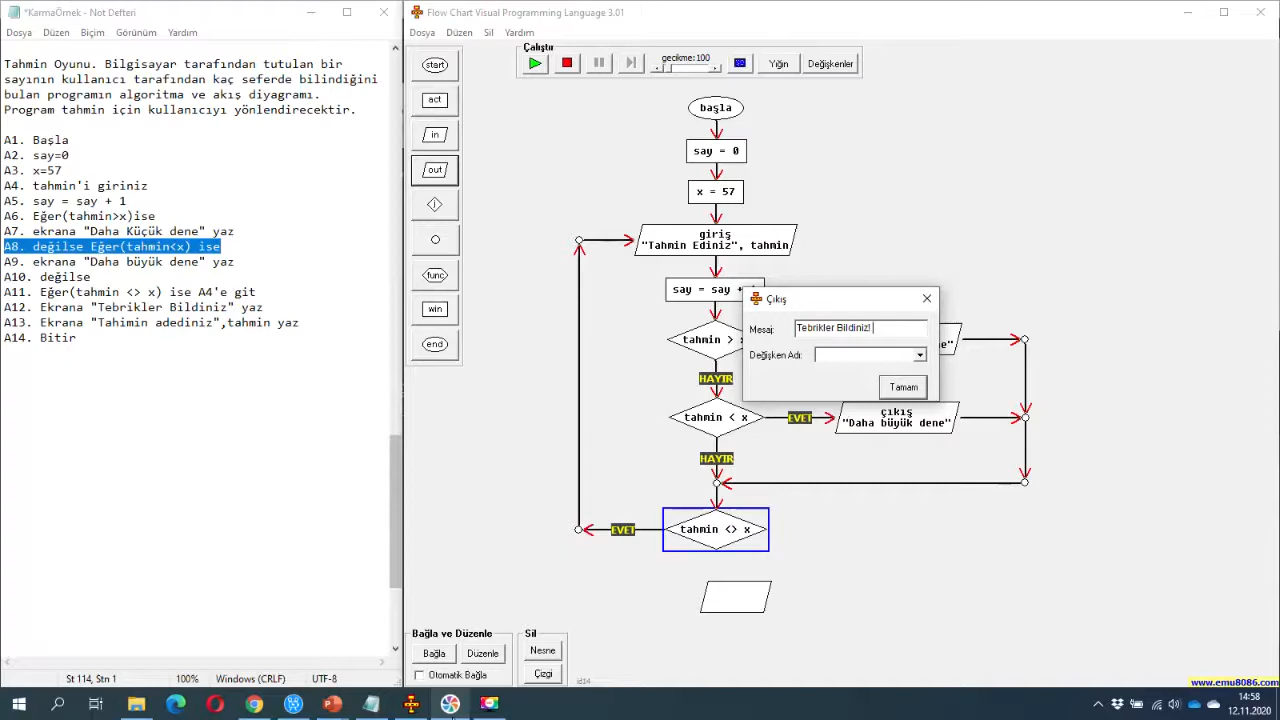 *KarmaÖrnek - Not Defteri
Dosya Düzen Biçim Görünüm Yardım
Tahmin Oyunu. Bilgisayar tarafından tutulan bir
sayının kullanıcı tarafından kaç seferde bilindiğini
bulan programın algoritma ve akış diyagramı.
Program tahmin için kullanıcıyı yönlendirecektir.
A1. Başla
A2. say=0
A3. x=57
A4. tahmin'i giriniz
A5. say = say + 1
A6. Eğer(tahmin>x)ise
A7. ekrana "Daha Küçük dene" yaz
A8. değilse Eğer(tahmin<x) ise
A9. ekrana "Daha büyük dene" yaz
A10. değilse
A11. Eğer(tahmin <> x) ise A4'e git
A12. Ekrana "Tebrikler Bildiniz" yaz
A13. Ekrana "Tahimin adediniz",tahmin yaz
A14. Bitir
St 114, Stn 1 100% Windows (CRLF) UTF-8
Flow Chart Visual Programming Language 3.01
Dosya Düzen Sil Yardım
Çalıştır
gecikme:100
Yığın
Değişkenler
start
act
in
out
i
func
win
end
başla
say = 0
x = 57
giriş
"Tahmin Ediniz", tahmin
say = say +
tahmin >
HAYIR
tahmin < x
EVET
çıkış
"Daha büyük dene"
HAYIR
tahmin <> x
EVET
Çıkış
Mesaj: Tebrikler Bildiniz!
Değişken Adı:
Tamam
Bağla ve Düzenle
Bağla Düzenle
Otomatik Bağla
Sil
Nesne
Çizgi
id14
www.emu8086.com
14:58
12.11.2020